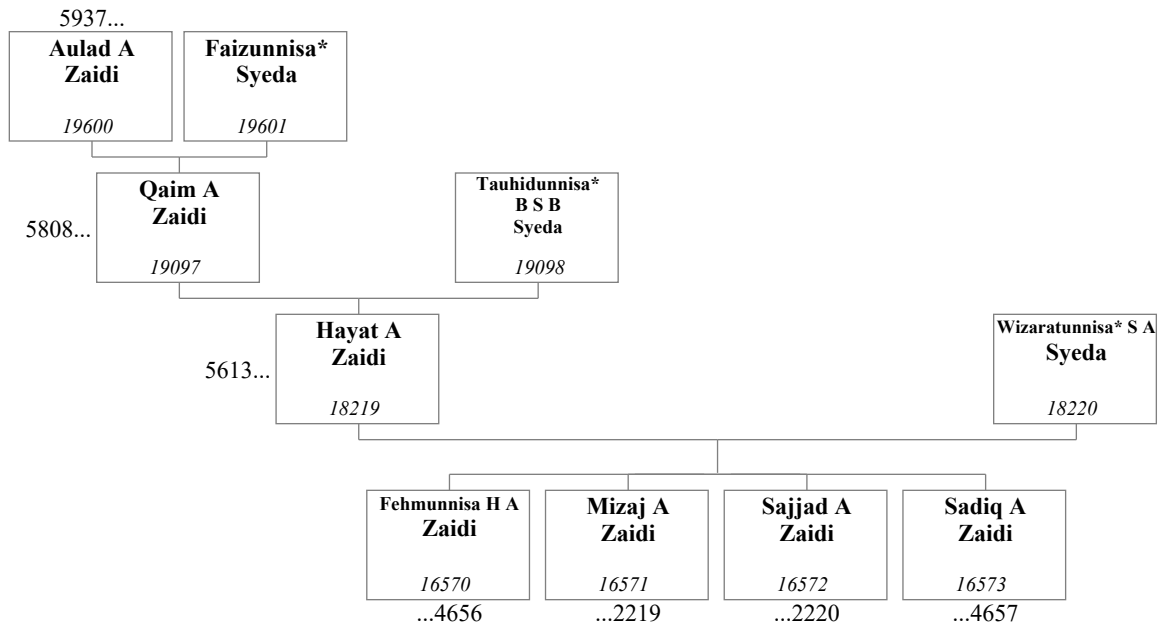 5937...
Aulad A
Zaidi
19600
Faizunnisa*
Syeda
19601
5808...
Qaim A
Zaidi
19097
Tauhidunnisa*
B S B
Syeda
19098
5613...
Hayat A
Zaidi
18219
Wizaratunnisa* S A
Syeda
18220
Fehmunnisa H A
Zaidi
16570
...4656
Mizaj A
Zaidi
16571
...2219
Sajjad A
Zaidi
16572
...2220
Sadiq A
Zaidi
16573
...4657